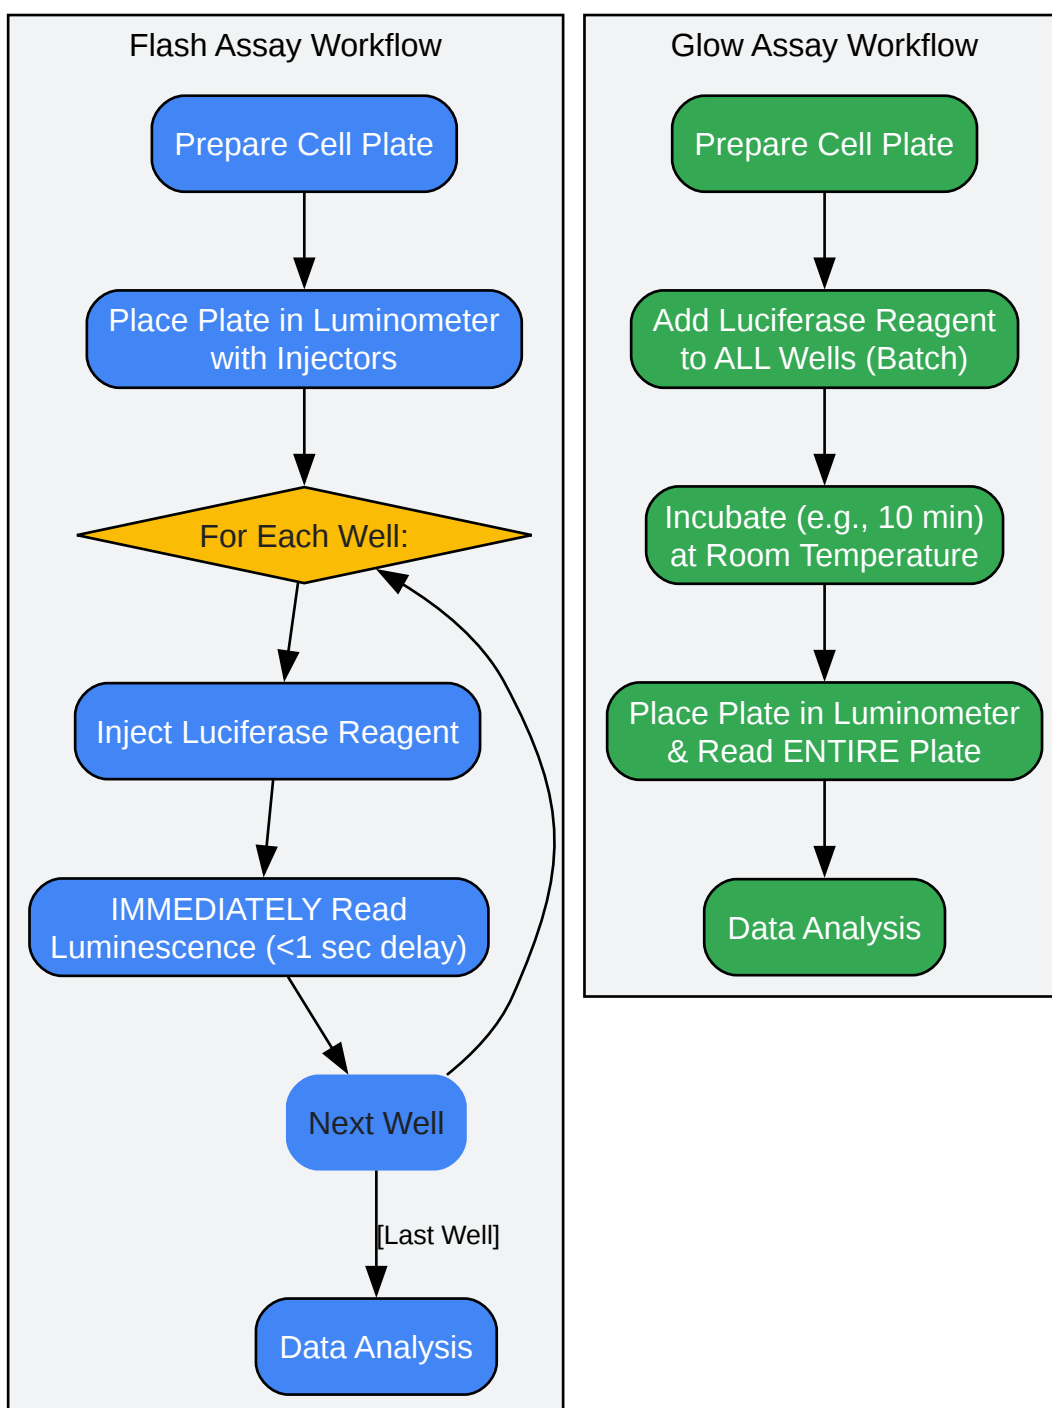 Flash Assay Workflow
Prepare Cell Plate
Place Plate in Luminometer
with Injectors
For Each Well:
Inject Luciferase Reagent
IMMEDIATELY Read
Luminescence (<1 sec delay)
Next Well
[Last Well]
Data Analysis
Glow Assay Workflow
Prepare Cell Plate
Add Luciferase Reagent
to ALL Wells (Batch)
Incubate (e.g., 10 min)
at Room Temperature
Place Plate in Luminometer
& Read ENTIRE Plate
Data Analysis